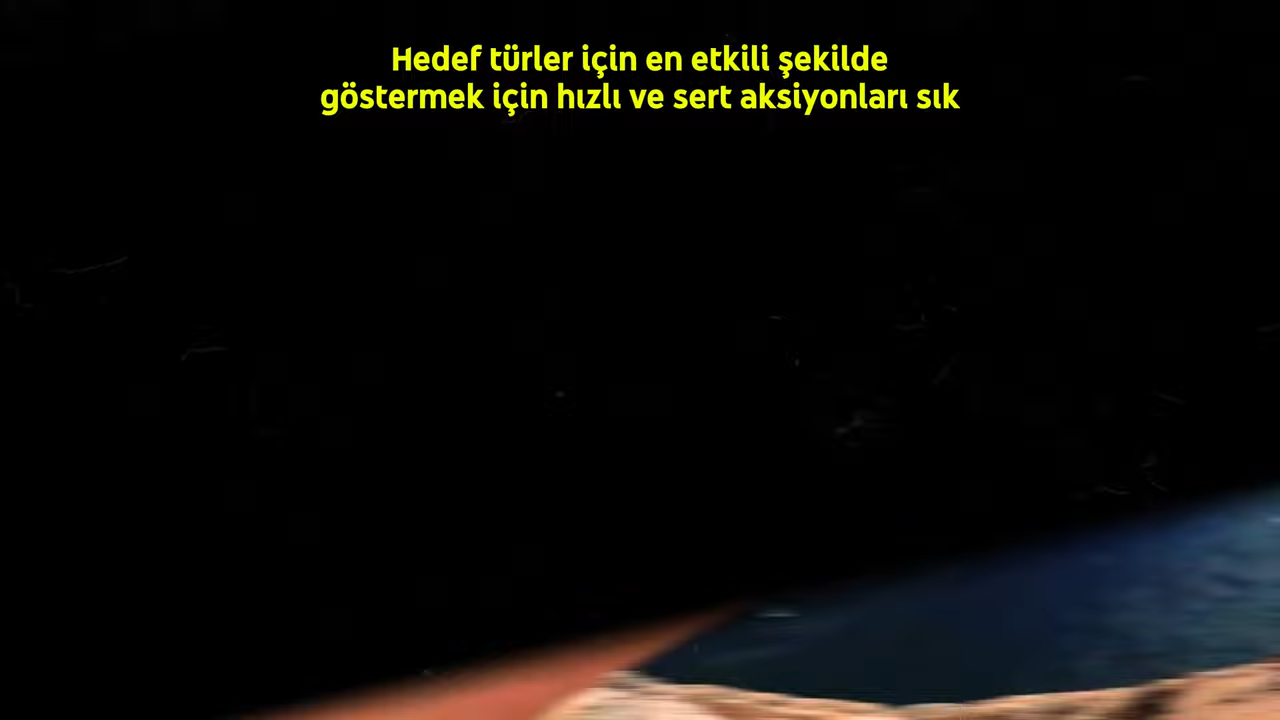 Hedef türler için en etkili şekilde
göstermek için hızlı ve sert aksiyonları sık